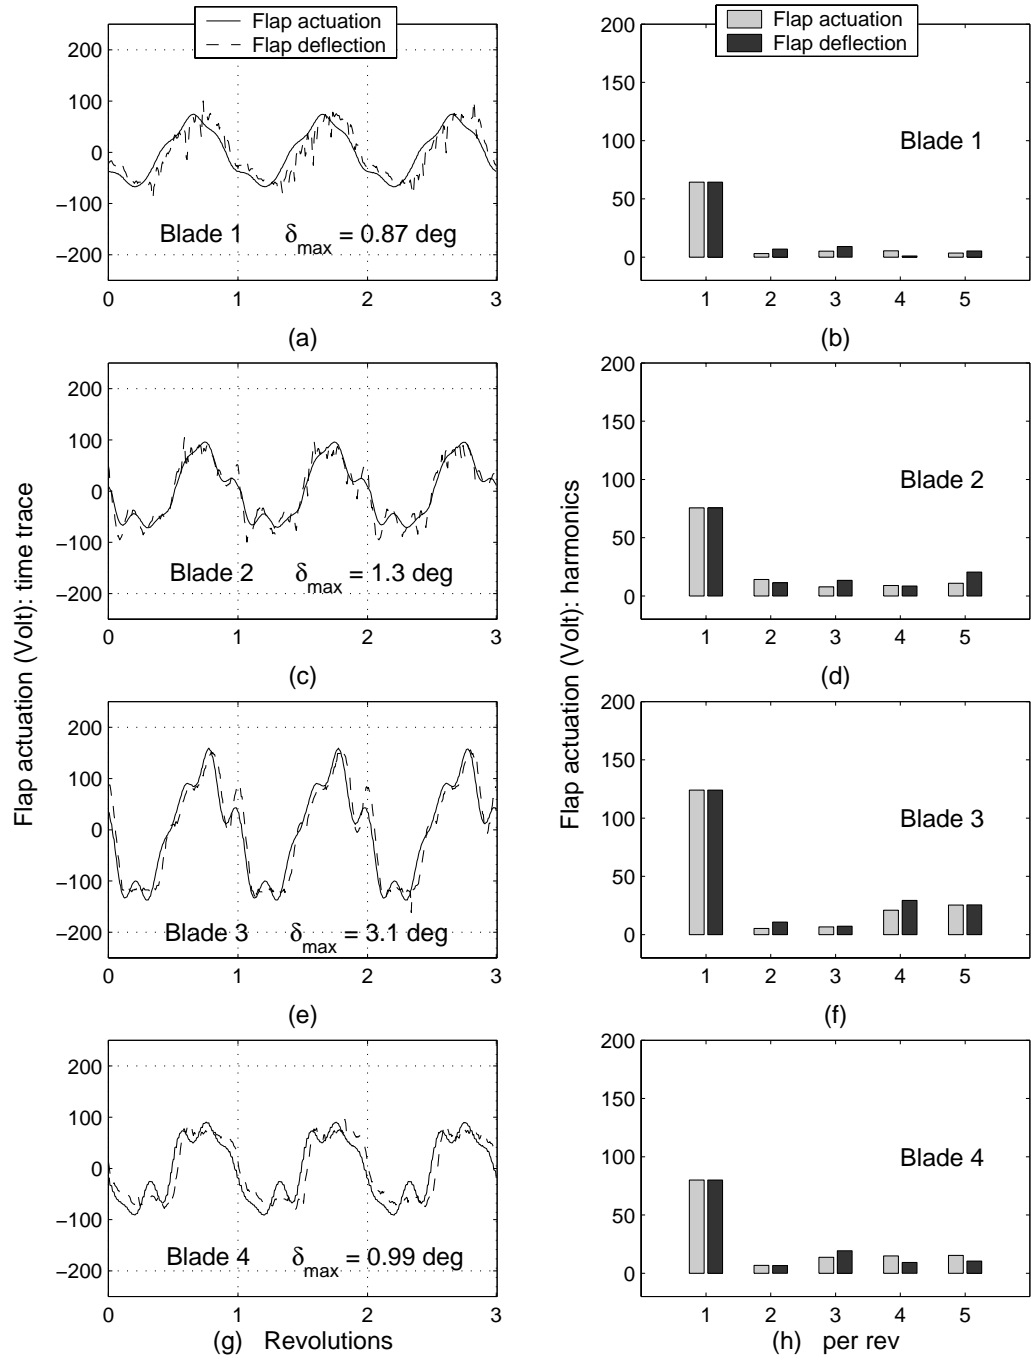 Flap actuation
Flap deflection
200
100
0
−100
−200
Blade 1 δmax = 0.87 deg
0 1 2 3
(a)
Flap actuation
Flap deflection
200
150
100
50
0
Blade 1
1 2 3 4 5
(b)
200
100
0
−100
−200
Blade 2 δmax = 1.3 deg
0 1 2 3
(c)
200
150
100
50
0
Blade 2
1 2 3 4 5
(d)
Flap actuation (Volt): time trace
Flap actuation (Volt): harmonics
200
100
0
−100
−200
Blade 3 δmax = 3.1 deg
0 1 2 3
(e)
200
150
100
50
0
Blade 3
1 2 3 4 5
(f)
200
100
0
−100
−200
Blade 4 δmax = 0.99 deg
0 1 2 3
(g) Revolutions
200
150
100
50
0
Blade 4
1 2 3 4 5
(h) per rev